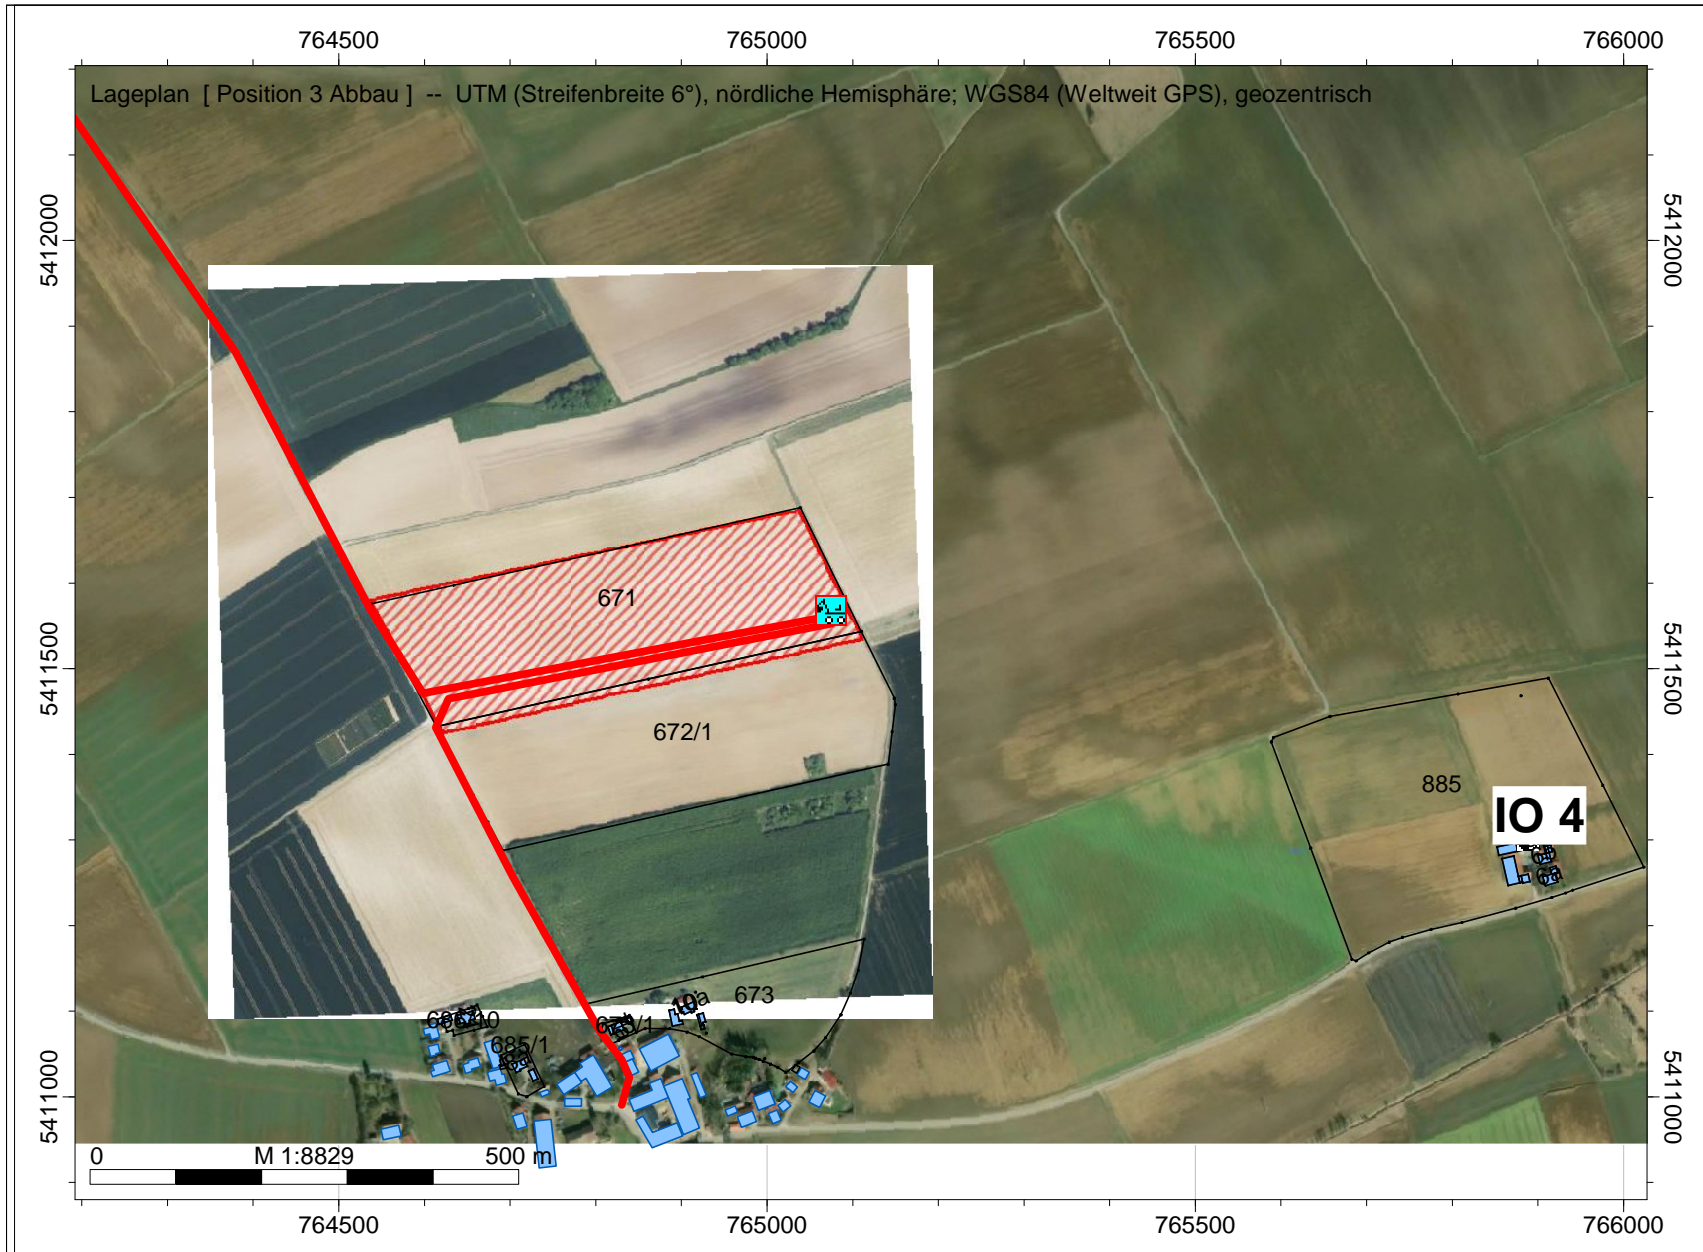 764500 765000 765500 766000
Lageplan [ Position 3 Abbau ] -- UTM (Streifenbreite 6°), nördliche Hemisphäre; WGS84 (Weltweit GPS), geozentrisch
5412000 5412000
671
5411500 5411500
672/1
885
IO 4
673
10a
685/1
5411000 5411000
0 M 1:8829 500 m
764500 765000 765500 766000